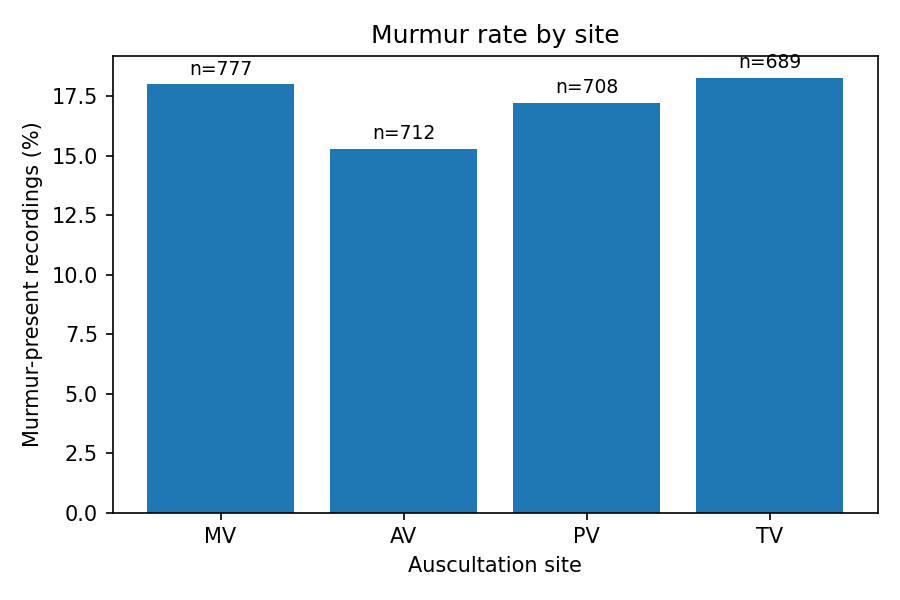 Murmur rate by site
n=777
n=712
n=708
n=689
17.5
15.0
12.5
10.0
7.5
5.0
2.5
0.0
Murmur-present recordings (%)
MV
AV
PV
TV
Auscultation site